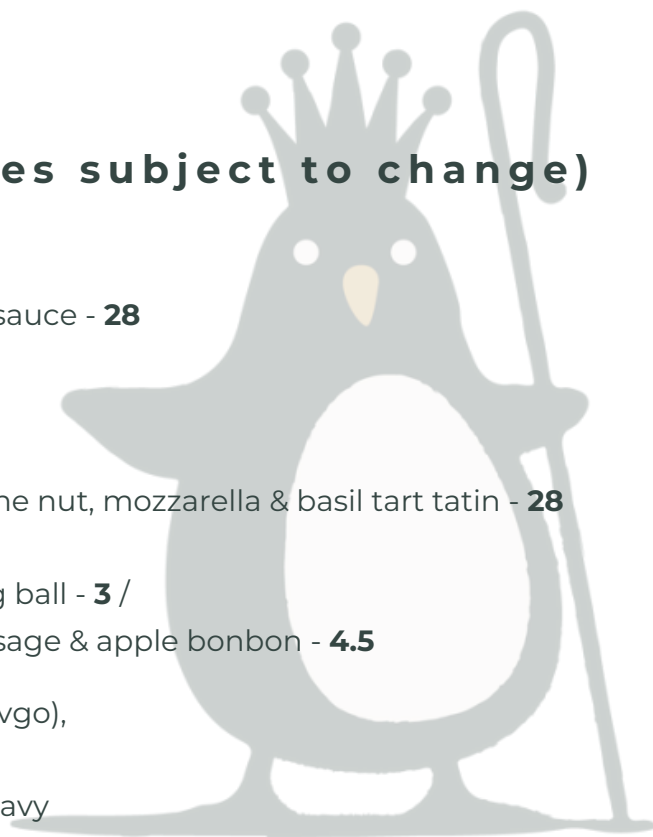 es subject to change)
sauce - 28
ne nut, mozzarella & basil tart tatin - 28
g ball - 3 /
sage & apple bonbon - 4.5
vgo),
avy